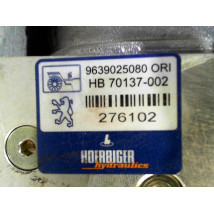 9639025080 ORI
HB 70137-002
276102
HOERBIGER
hydraulics